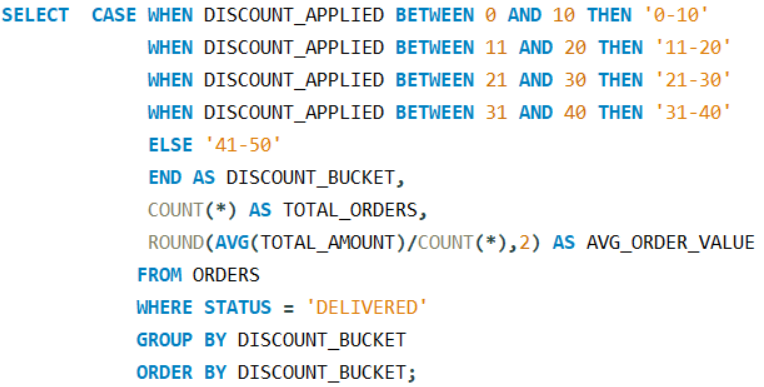 SELECT  CASE WHEN DISCOUNT_APPLIED BETWEEN 0 AND 10 THEN '0-10'
WHEN DISCOUNT_APPLIED BETWEEN 11 AND 20 THEN '11-20'
WHEN DISCOUNT_APPLIED BETWEEN 21 AND 30 THEN '21-30'
WHEN DISCOUNT_APPLIED BETWEEN 31 AND 40 THEN '31-40'
ELSE '41-50'
END AS DISCOUNT_BUCKET,
COUNT(*) AS TOTAL_ORDERS,
ROUND(AVG(TOTAL_AMOUNT)/COUNT(*),2) AS AVG_ORDER_VALUE
FROM ORDERS
WHERE STATUS = 'DELIVERED'
GROUP BY DISCOUNT_BUCKET
ORDER BY DISCOUNT_BUCKET;